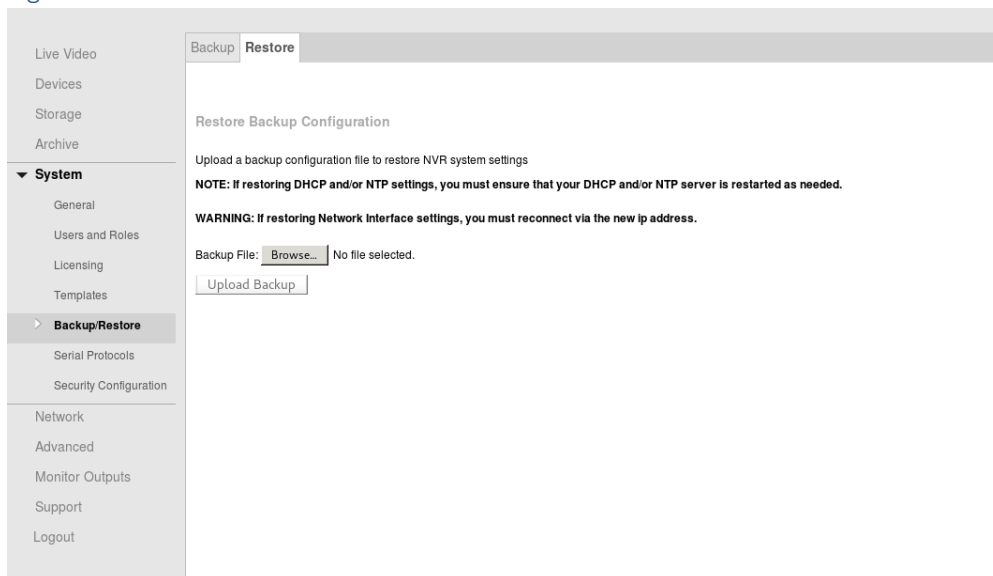 Live Video
Devices
Storage
Archive
System
General
Users and Roles
Licensing
Templates
Backup/Restore
Serial Protocols
Security Configuration
Network
Advanced
Monitor Outputs
Support
Logout
Backup Restore
Restore Backup Configuration
Upload a backup configuration file to restore NVR system settings
NOTE: If restoring DHCP and/or NTP settings, you must ensure that your DHCP and/or NTP server is restarted as needed.
WARNING: If restoring Network Interface settings, you must reconnect via the new ip address.
Backup File: Browse... No file selected.
Upload Backup